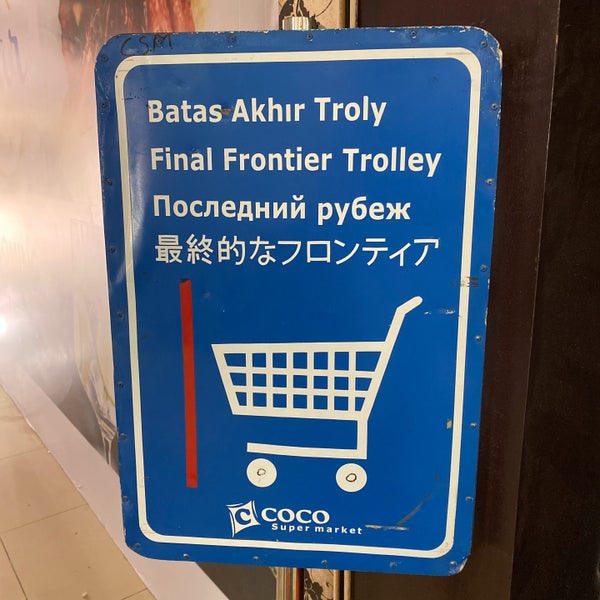 C.S.M
Batas Akhır Troly
Final Frontier Trolley
Последний рубеж
最終的なフロンティア
C COCO
Super market